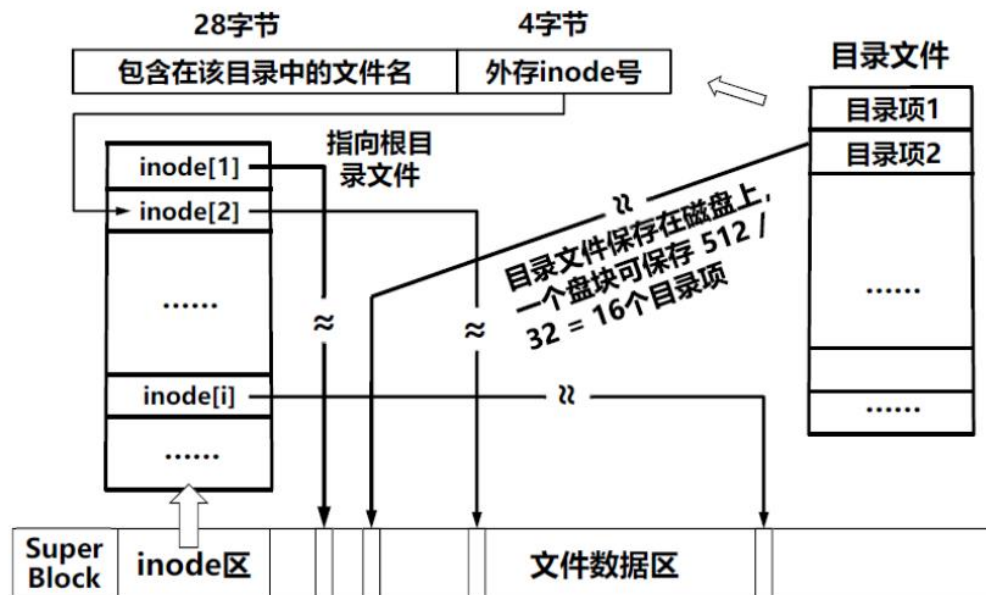 28字节
4字节
包含在该目录中的文件名
外存inode号
目录文件
目录项1
目录项2
......
......
指向根目
录文件
inode[1]
inode[2]
......
inode[i]
......
目录文件保存在磁盘上，
一个盘块可保存 512 /
32 = 16个目录项
Super
Block
inode区
文件数据区